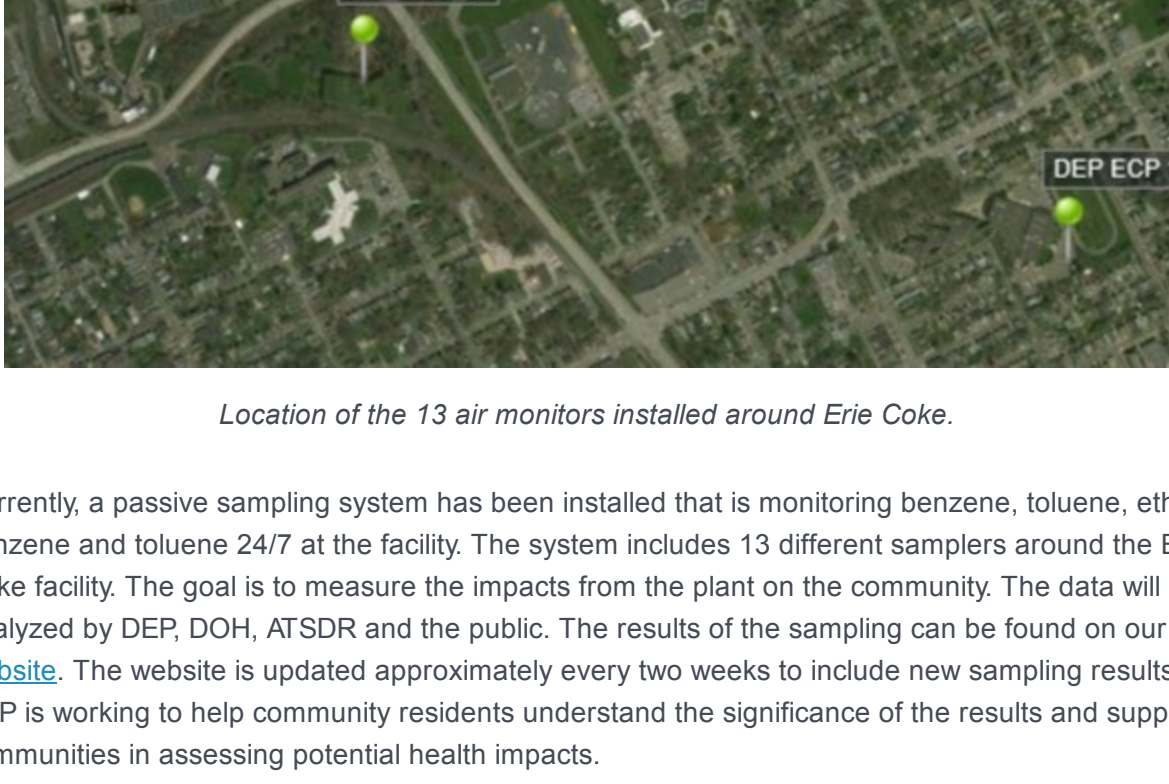 DEP ECP
Location of the 13 air monitors installed around Erie Coke.
rrently, a passive sampling system has been installed that is monitoring benzene, toluene, eth
nzene and toluene 24/7 at the facility. The system includes 13 different samplers around the E
ke facility. The goal is to measure the impacts from the plant on the community. The data will
alyzed by DEP, DOH, ATSDR and the public. The results of the sampling can be found on our
bsite. The website is updated approximately every two weeks to include new sampling results
P is working to help community residents understand the significance of the results and supp
mmunities in assessing potential health impacts.